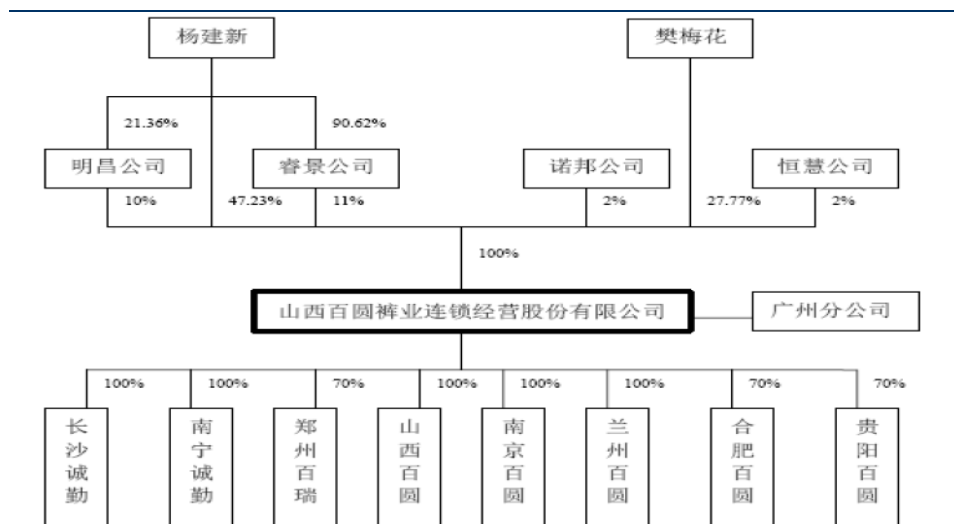 杨建新
樊梅花
21.36%
90.62%
明昌公司
睿景公司
诺邦公司
恒慧公司
10%
47.23%
11%
2%
27.77%
2%
100%
山西百圆裤业连锁经营股份有限公司
广州分公司
100%
100%
70%
100%
100%
100%
70%
70%
长沙诚勤
南宁诚勤
郑州百瑞
山西百圆
南京百圆
兰州百圆
合肥百圆
贵阳百圆